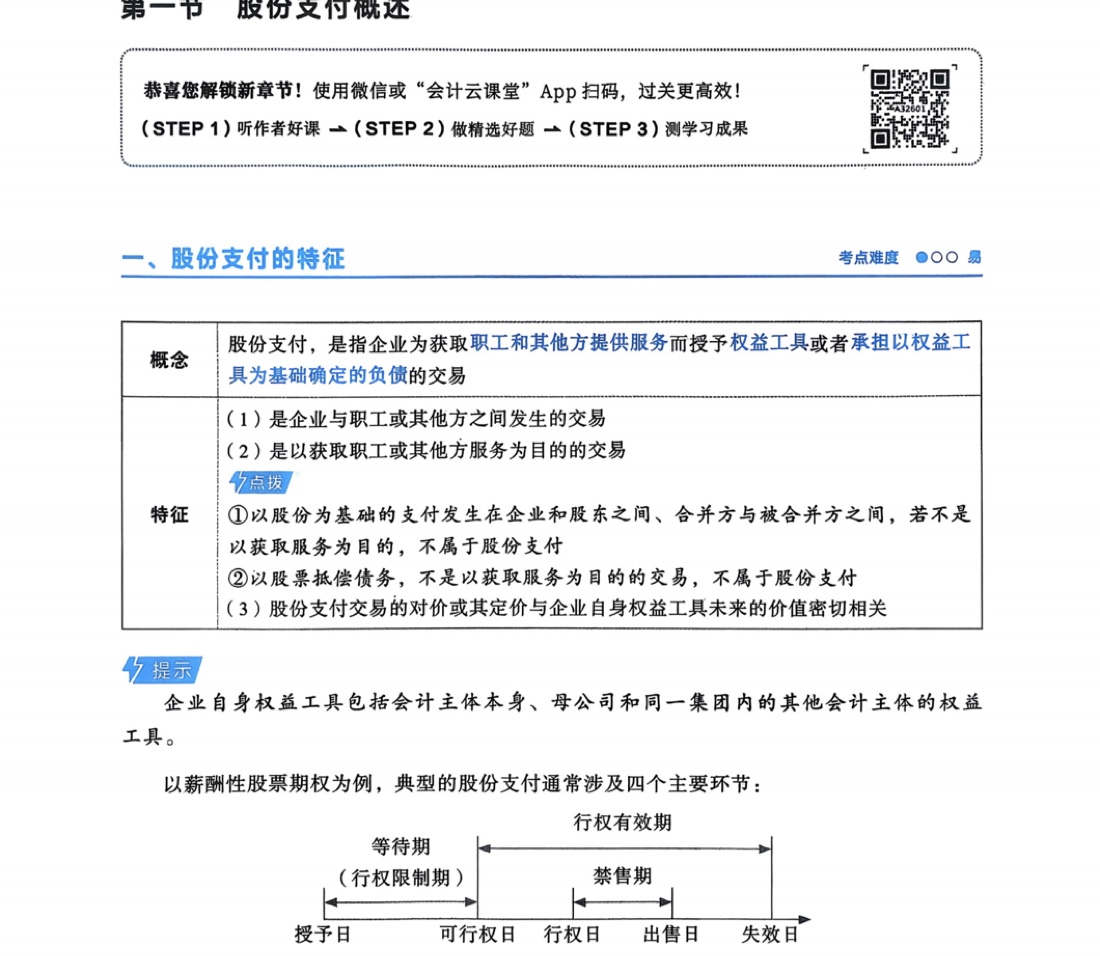 第一节 股份支付概述
恭喜您解锁新章节！使用微信或“会计云课堂”App 扫码，过关更高效！
A32601
（STEP 1）听作者好课 ⇀（STEP 2）做精选好题 ⇀（STEP 3）测学习成果
一、股份支付的特征
考点难度 ●○○ 易
概念
股份支付，是指企业为获取职工和其他方提供服务而授予权益工具或者承担以权益工
具为基础确定的负债的交易
特征
（1）是企业与职工或其他方之间发生的交易
（2）是以获取职工或其他方服务为目的的交易
点拨
①以股份为基础的支付发生在企业和股东之间、合并方与被合并方之间，若不是
以获取服务为目的，不属于股份支付
②以股票抵偿债务，不是以获取服务为目的的交易，不属于股份支付
（3）股份支付交易的对价或其定价与企业自身权益工具未来的价值密切相关
提示
企业自身权益工具包括会计主体本身、母公司和同一集团内的其他会计主体的权益
工具。
以薪酬性股票期权为例，典型的股份支付通常涉及四个主要环节：
行权有效期
等待期
（行权限制期）
禁售期
授予日 可行权日 行权日 出售日 失效日